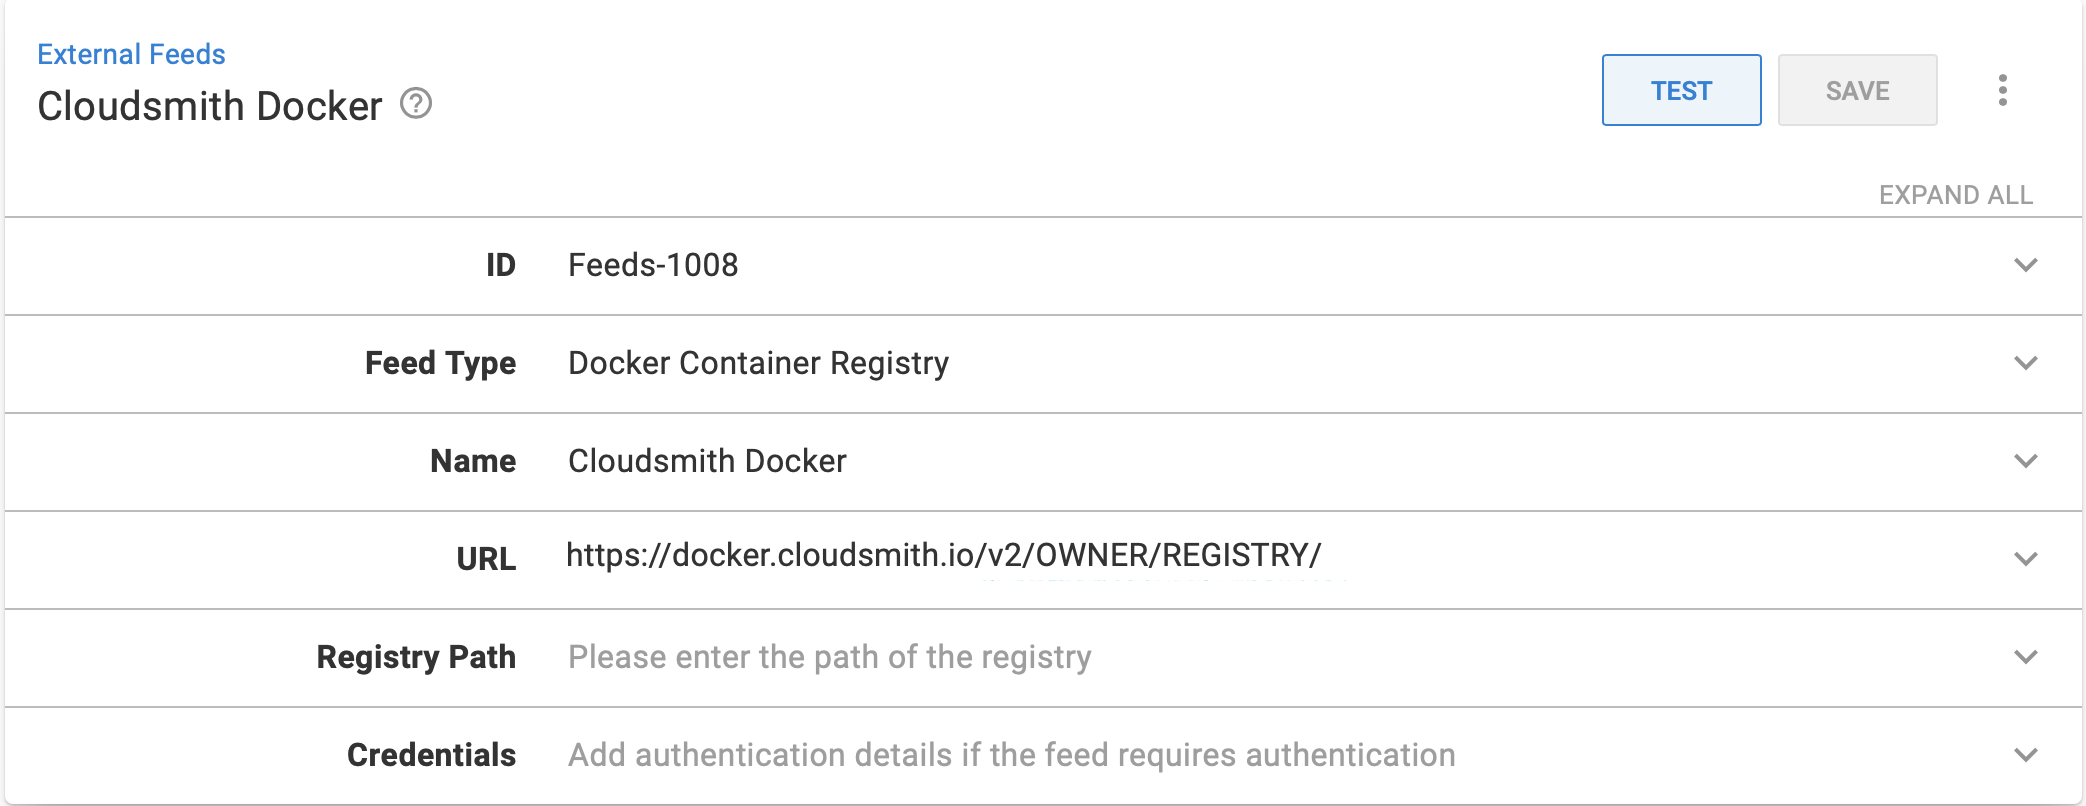 External Feeds
Cloudsmith Docker
TEST
SAVE
EXPAND ALL
ID Feeds-1008
Feed Type Docker Container Registry
Name Cloudsmith Docker
URL https://docker.cloudsmith.io/v2/OWNER/REGISTRY/
Registry Path Please enter the path of the registry
Credentials Add authentication details if the feed requires authentication